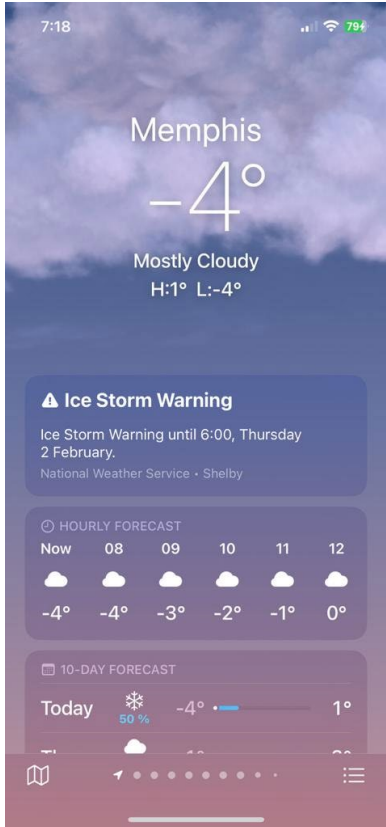 7:18
79
Memphis
-4°
Mostly Cloudy
H:1° L:-4°
Ice Storm Warning
Ice Storm Warning until 6:00, Thursday
2 February.
National Weather Service • Shelby
HOURLY FORECAST
Now 08 09 10 11 12
-4° -4° -3° -2° -1° 0°
10-DAY FORECAST
Today -4° 1°
50 %